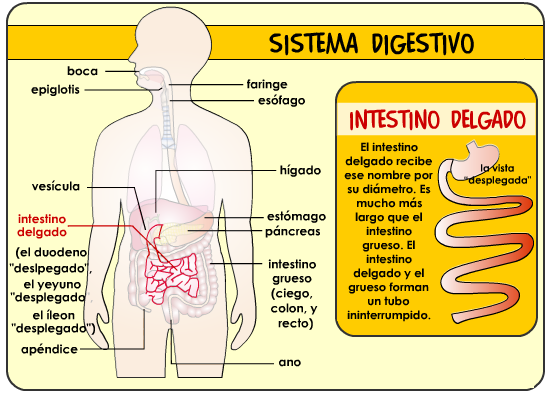 SISTEMA DIGESTIVO
boca
epiglotis
faringe
esófago
hígado
vesícula
intestino
delgado
(el duodeno
"deslpegado",
el yeyuno
"desplegado",
el íleon
"desplegado")
apéndice
estómago
páncreas
intestino
grueso
(ciego,
colon, y
recto)
ano
INTESTINO DELGADO
El intestino
delgado recibe
ese nombre por
su diámetro. Es
mucho más
largo que el
intestino
grueso. El
intestino
delgado y el
grueso forman
un tubo
ininterrumpido.
la vista
"desplegada"